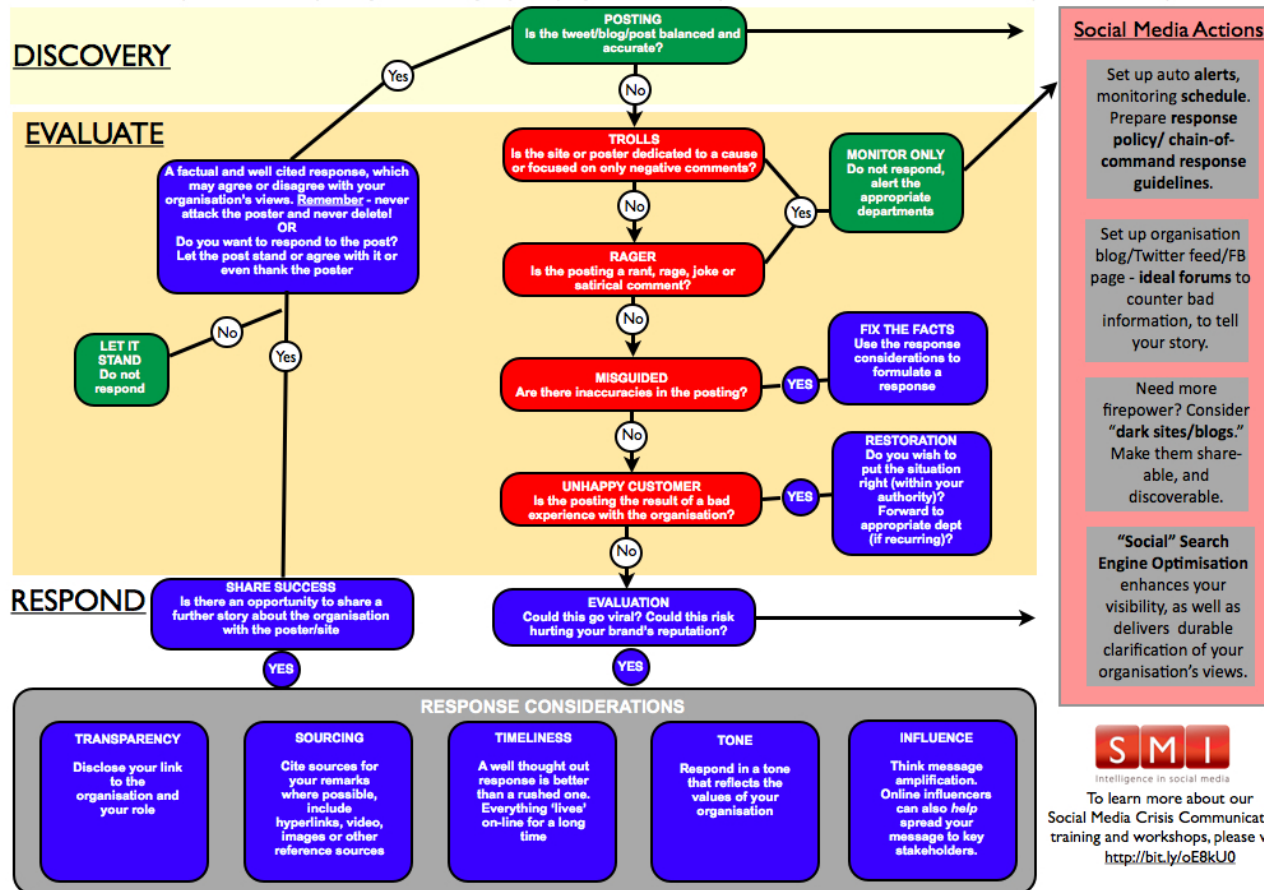 DISCOVERY
POSTING
Is the tweet/blog/post balanced and
accurate?
Yes
No
EVALUATE
A factual and well cited response, which
may agree or disagree with your
organisation's views. Remember - never
attack the poster and never delete!
OR
Do you want to respond to the post?
Let the post stand or agree with it or
even thank the poster
No
Yes
LET IT
STAND
Do not
respond
TROLLS
Is the site or poster dedicated to a cause
or focused on only negative comments?
No
Yes
MONITOR ONLY
Do not respond,
alert the
appropriate
departments
RAGER
Is the posting a rant, rage, joke or
satirical comment?
No
MISGUIDED
Are there inaccuracies in the posting?
YES
FIX THE FACTS
Use the response
considerations to
formulate a
response
No
UNHAPPY CUSTOMER
Is the posting the result of a bad
experience with the organisation?
YES
RESTORATION
Do you wish to
put the situation
right (within your
authority)?
Forward to
appropriate dept
(if recurring)?
No
RESPOND
SHARE SUCCESS
Is there an opportunity to share a
further story about the organisation
with the poster/site
YES
EVALUATION
Could this go viral? Could this risk
hurting your brand's reputation?
YES
RESPONSE CONSIDERATIONS
TRANSPARENCY
Disclose your link
to the
organisation and
your role
SOURCING
Cite sources for
your remarks
where possible,
include
hyperlinks, video,
images or other
reference sources
TIMELINESS
A well thought out
response is better
than a rushed one.
Everything 'lives'
on-line for a long
time
TONE
Respond in a tone
that reflects the
values of your
organisation
INFLUENCE
Think message
amplification.
Online influencers
can also help
spread your
message to key
stakeholders.
Social Media Actions
Set up auto alerts,
monitoring schedule.
Prepare response
policy/ chain-of-
command response
guidelines.
Set up organisation
blog/Twitter feed/FB
page - ideal forums to
counter bad
information, to tell
your story.
Need more
firepower? Consider
"dark sites/blogs."
Make them share-
able, and
discoverable.
"Social" Search
Engine Optimisation
enhances your
visibility, as well as
delivers durable
clarification of your
organisation's views.
SMI
Intelligence in social media
To learn more about our
Social Media Crisis Communicat
training and workshops, please v
http://bit.ly/oE8kU0